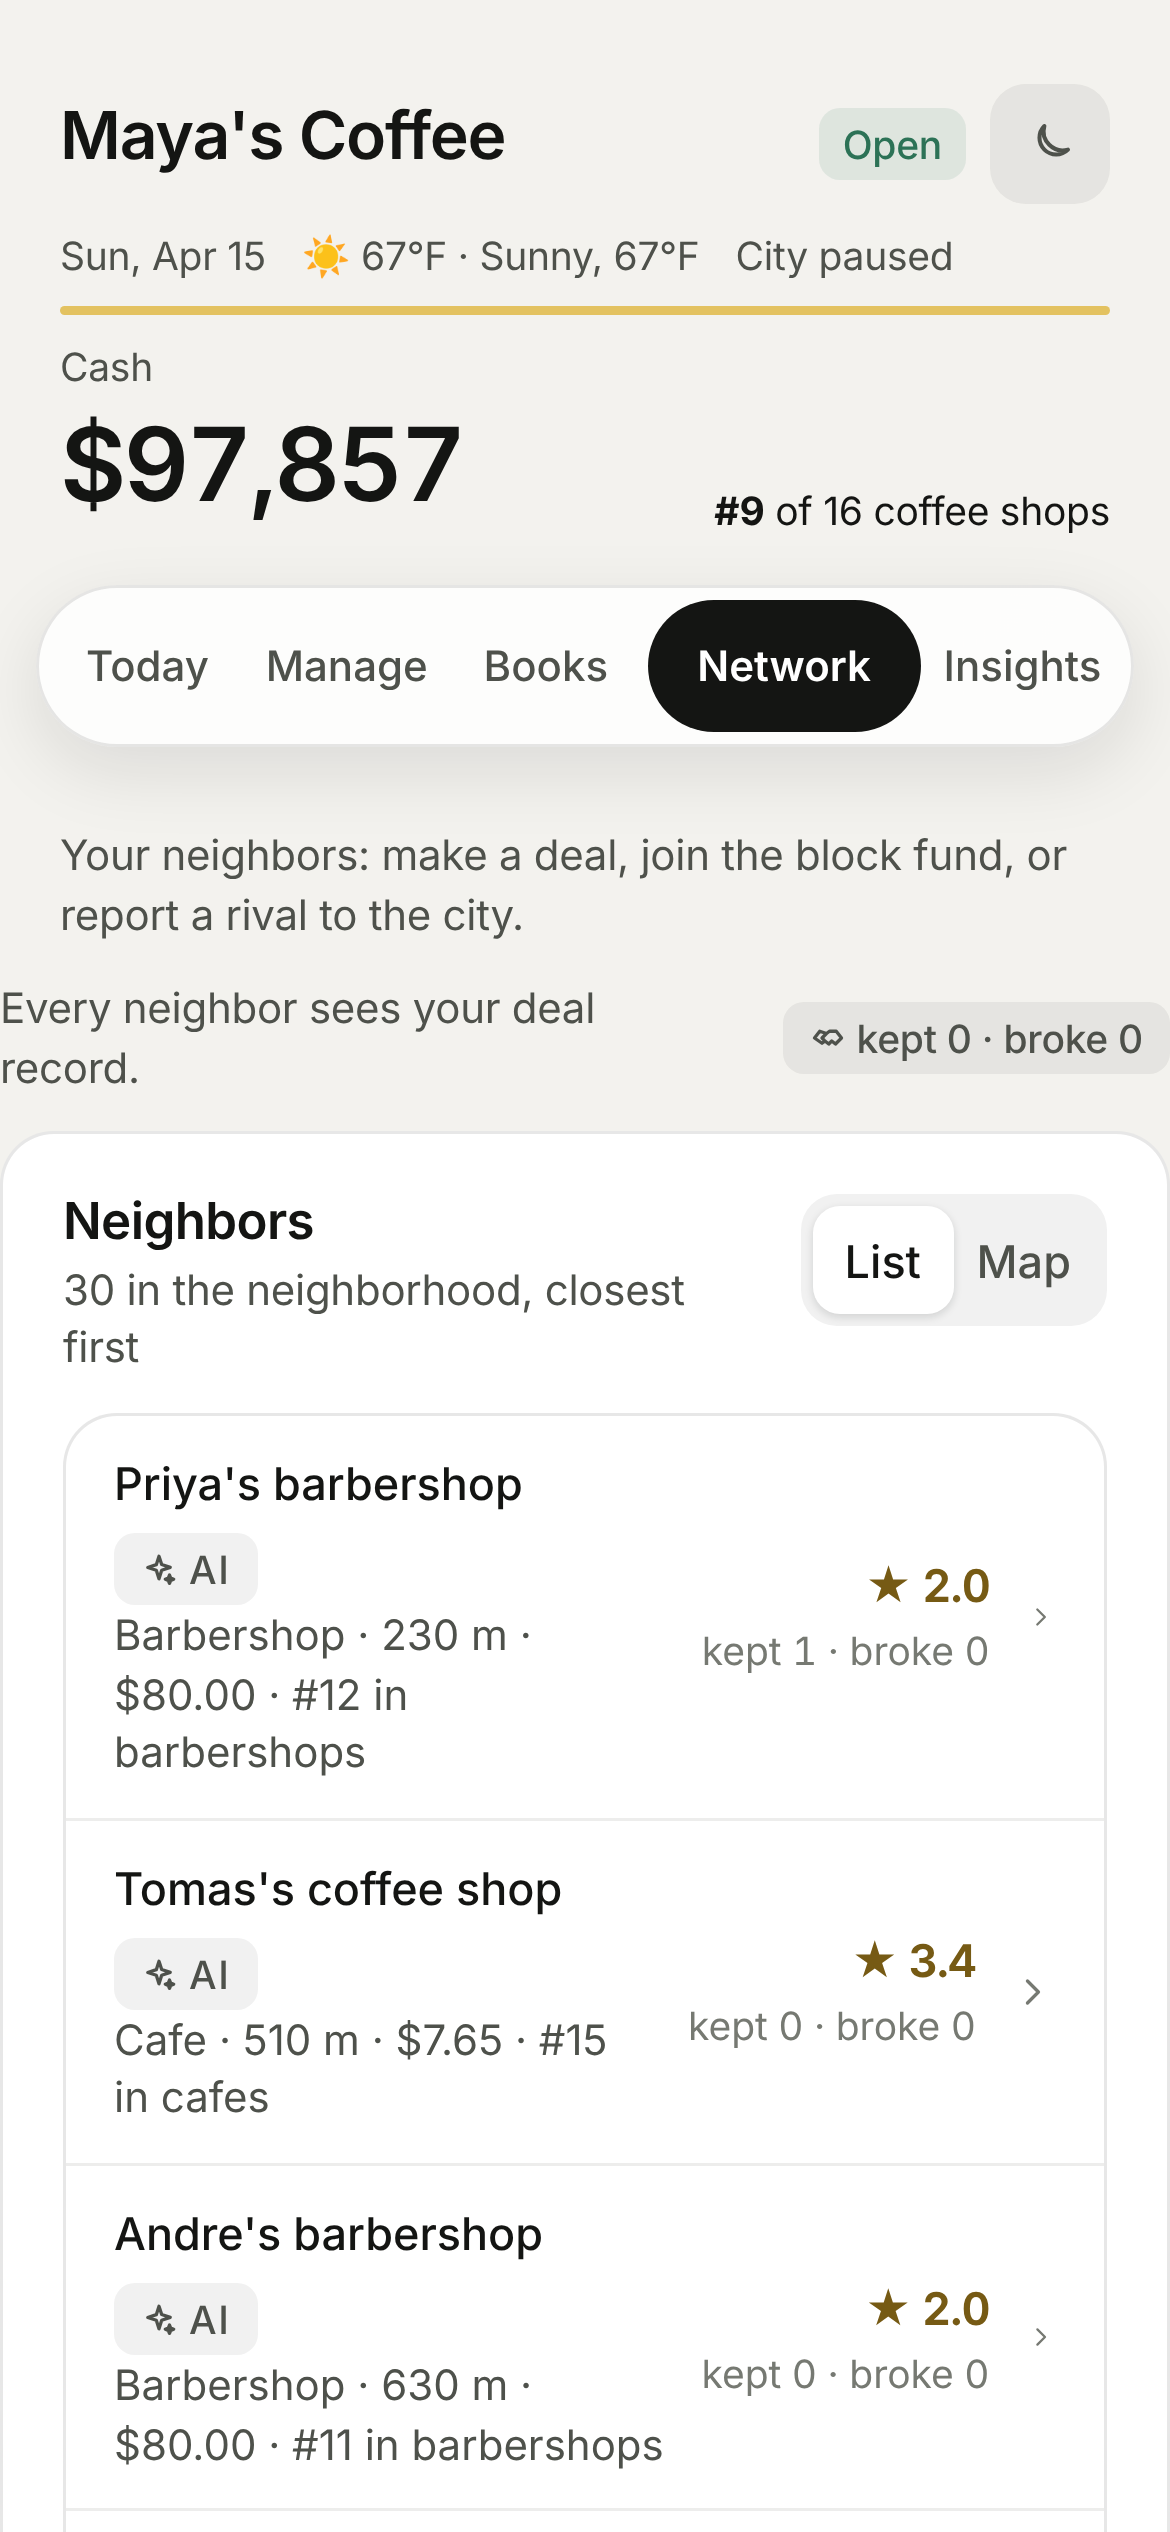 Maya's Coffee
Open
Sun, Apr 15 ☀️ 67°F · Sunny, 67°F City paused
Cash
$97,857
#9 of 16 coffee shops
Today Manage Books Network Insights
Your neighbors: make a deal, join the block fund, or
report a rival to the city.
Every neighbor sees your deal
record.
kept 0 · broke 0
Neighbors
30 in the neighborhood, closest
first
List Map
Priya's barbershop
AI
Barbershop · 230 m ·
$80.00 · #12 in
barbershops
★ 2.0
kept 1 · broke 0
Tomas's coffee shop
AI
Cafe · 510 m · $7.65 · #15
in cafes
★ 3.4
kept 0 · broke 0
Andre's barbershop
AI
Barbershop · 630 m ·
$80.00 · #11 in barbershops
★ 2.0
kept 0 · broke 0